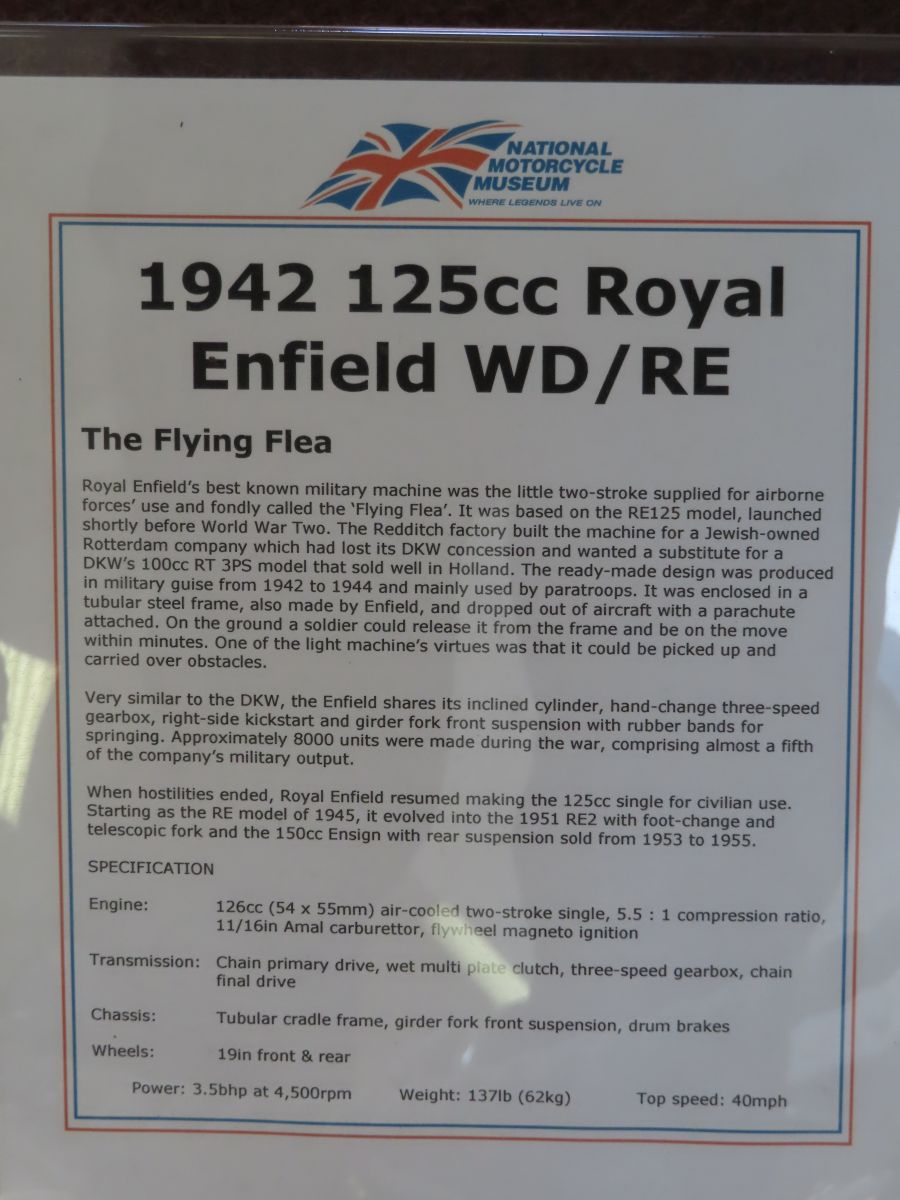 NATIONAL
MOTORCYCLE
MUSEUM
WHERE LEGENDS LIVE ON
1942 125cc Royal
Enfield WD/RE
The Flying Flea
Royal Enfield's best known military machine was the little two-stroke supplied for airborne
forces' use and fondly called the 'Flying Flea'. It was based on the RE125 model, launched
shortly before World War Two. The Redditch factory built the machine for a Jewish-owned
Rotterdam company which had lost its DKW concession and wanted a substitute for a
DKW's 100cc RT 3PS model that sold well in Holland. The ready-made design was produced
in military guise from 1942 to 1944 and mainly used by paratroops. It was enclosed in a
tubular steel frame, also made by Enfield, and dropped out of aircraft with a parachute
attached. On the ground a soldier could release it from the frame and be on the move
within minutes. One of the light machine's virtues was that it could be picked up and
carried over obstacles.
Very similar to the DKW, the Enfield shares its inclined cylinder, hand-change three-speed
gearbox, right-side kickstart and girder fork front suspension with rubber bands for
springing. Approximately 8000 units were made during the war, comprising almost a fifth
of the company's military output.
When hostilities ended, Royal Enfield resumed making the 125cc single for civilian use.
Starting as the RE model of 1945, it evolved into the 1951 RE2 with foot-change and
telescopic fork and the 150cc Ensign with rear suspension sold from 1953 to 1955.
SPECIFICATION
Engine: 126cc (54 x 55mm) air-cooled two-stroke single, 5.5 : 1 compression ratio,
11/16in Amal carburettor, flywheel magneto ignition
Transmission: Chain primary drive, wet multi plate clutch, three-speed gearbox, chain
final drive
Chassis: Tubular cradle frame, girder fork front suspension, drum brakes
Wheels: 19in front & rear
Power: 3.5bhp at 4,500rpm Weight: 137lb (62kg) Top speed: 40mph